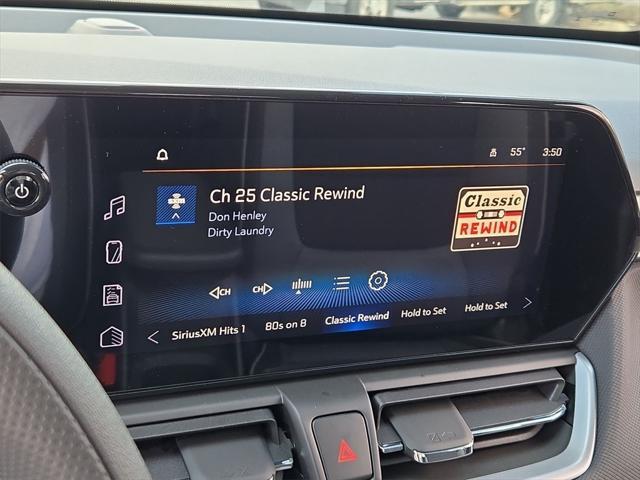 55° 3:50
Ch 25 Classic Rewind
Don Henley
Dirty Laundry
Classic
REWIND
CH CH
SiriusXM Hits 1 80s on 8 Classic Rewind Hold to Set Hold to Set